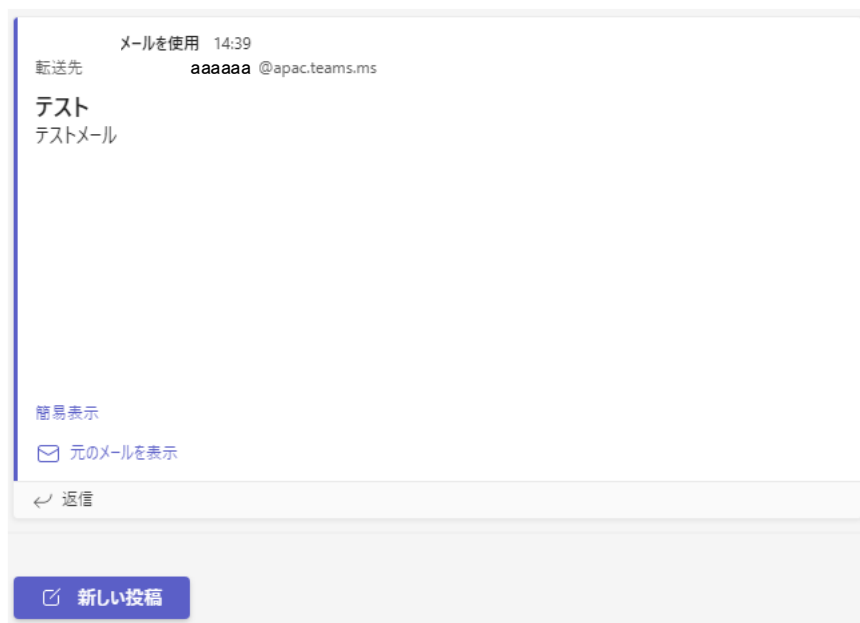 メールを使用 14:39
転送先 aaaaaa @apac.teams.ms
テスト
テストメール
簡易表示
元のメールを表示
返信
新しい投稿